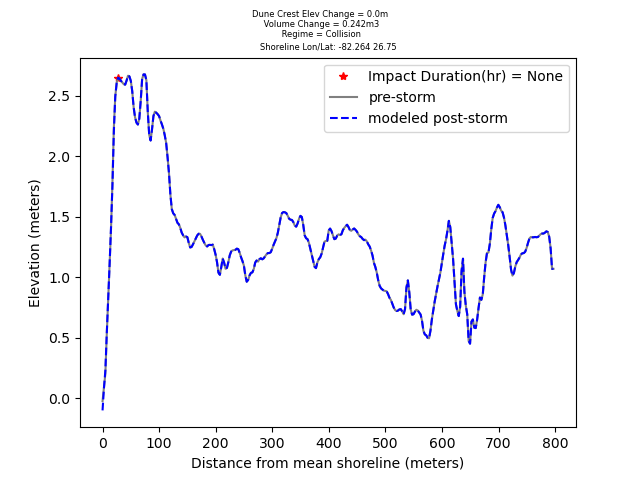 Dune Crest Elev Change = 0.0m
Volume Change = 0.242m3
Regime = Collision
Shoreline Lon/Lat: -82.264 26.75
Impact Duration(hr) = None
pre-storm
modeled post-storm
Elevation (meters)
2.5
2.0
1.5
1.0
0.5
0.0
0 100 200 300 400 500 600 700 800
Distance from mean shoreline (meters)